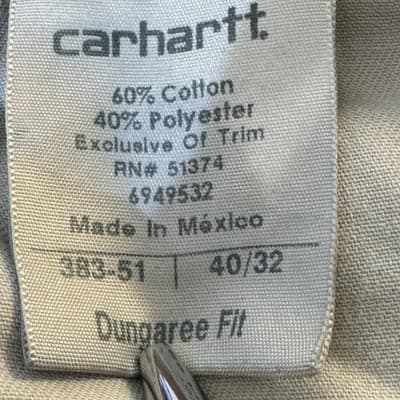 carhartt.
60% Cotton
40% Polyester
Exclusive Of Trim
RN# 51374
6949532
Made In México
383-51 | 40/32
Dungaree Fit